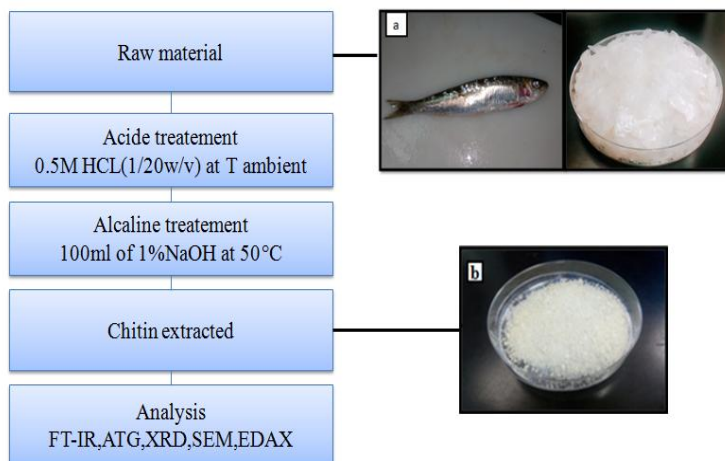 Raw material
a
Acide treatement
0.5M HCL(1/20w/v) at T ambient
Alcaline treatement
100ml of 1%NaOH at 50°C
Chitin extracted
b
Analysis
FT-IR,ATG,XRD,SEM,EDAX